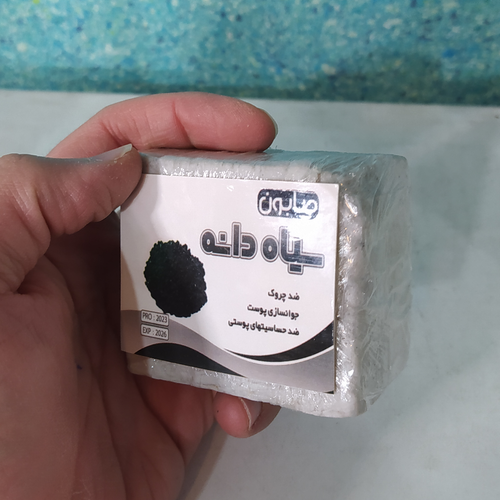 صابون
سیاه دانه
ضد چروک
جوانسازی پوست
ضد حساسیتهای پوستی
PRO : 2023
EXP : 2026